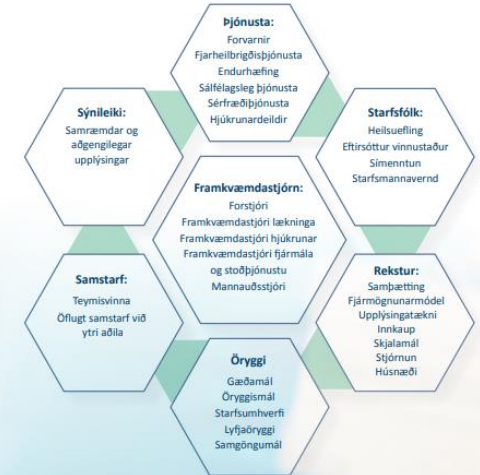 Þjónusta:
Forvarnir
Fjarheilbrigðisþjónusta
Endurhæfing
Sálfélagsleg þjónusta
Sérfræðiþjónusta
Hjúkrunardeildir
Sýnileiki:
Samræmdar og
aðgengilegar
upplýsingar
Starfsfólk:
Heilsuefling
Eftirsóttur vinnustaður
Símenntun
Starfsmannavernd
Framkvæmdastjórn:
Forstjóri
Framkvæmdastjóri lækninga
Framkvæmdastjóri hjúkrunar
Framkvæmdastjóri fjármála
og stoðþjónustu
Mannauðsstjóri
Samstarf:
Teymisvinna
Öflugt samstarf við
ytri aðila
Rekstur:
Samþætting
Fjármögnunarmódel
Upplýsingatækni
Innkaup
Skjalamál
Stjórnun
Húsnæði
Öryggi
Gæðamál
Öryggismál
Starfsumhverfi
Lyfjaöryggi
Samgöngumál